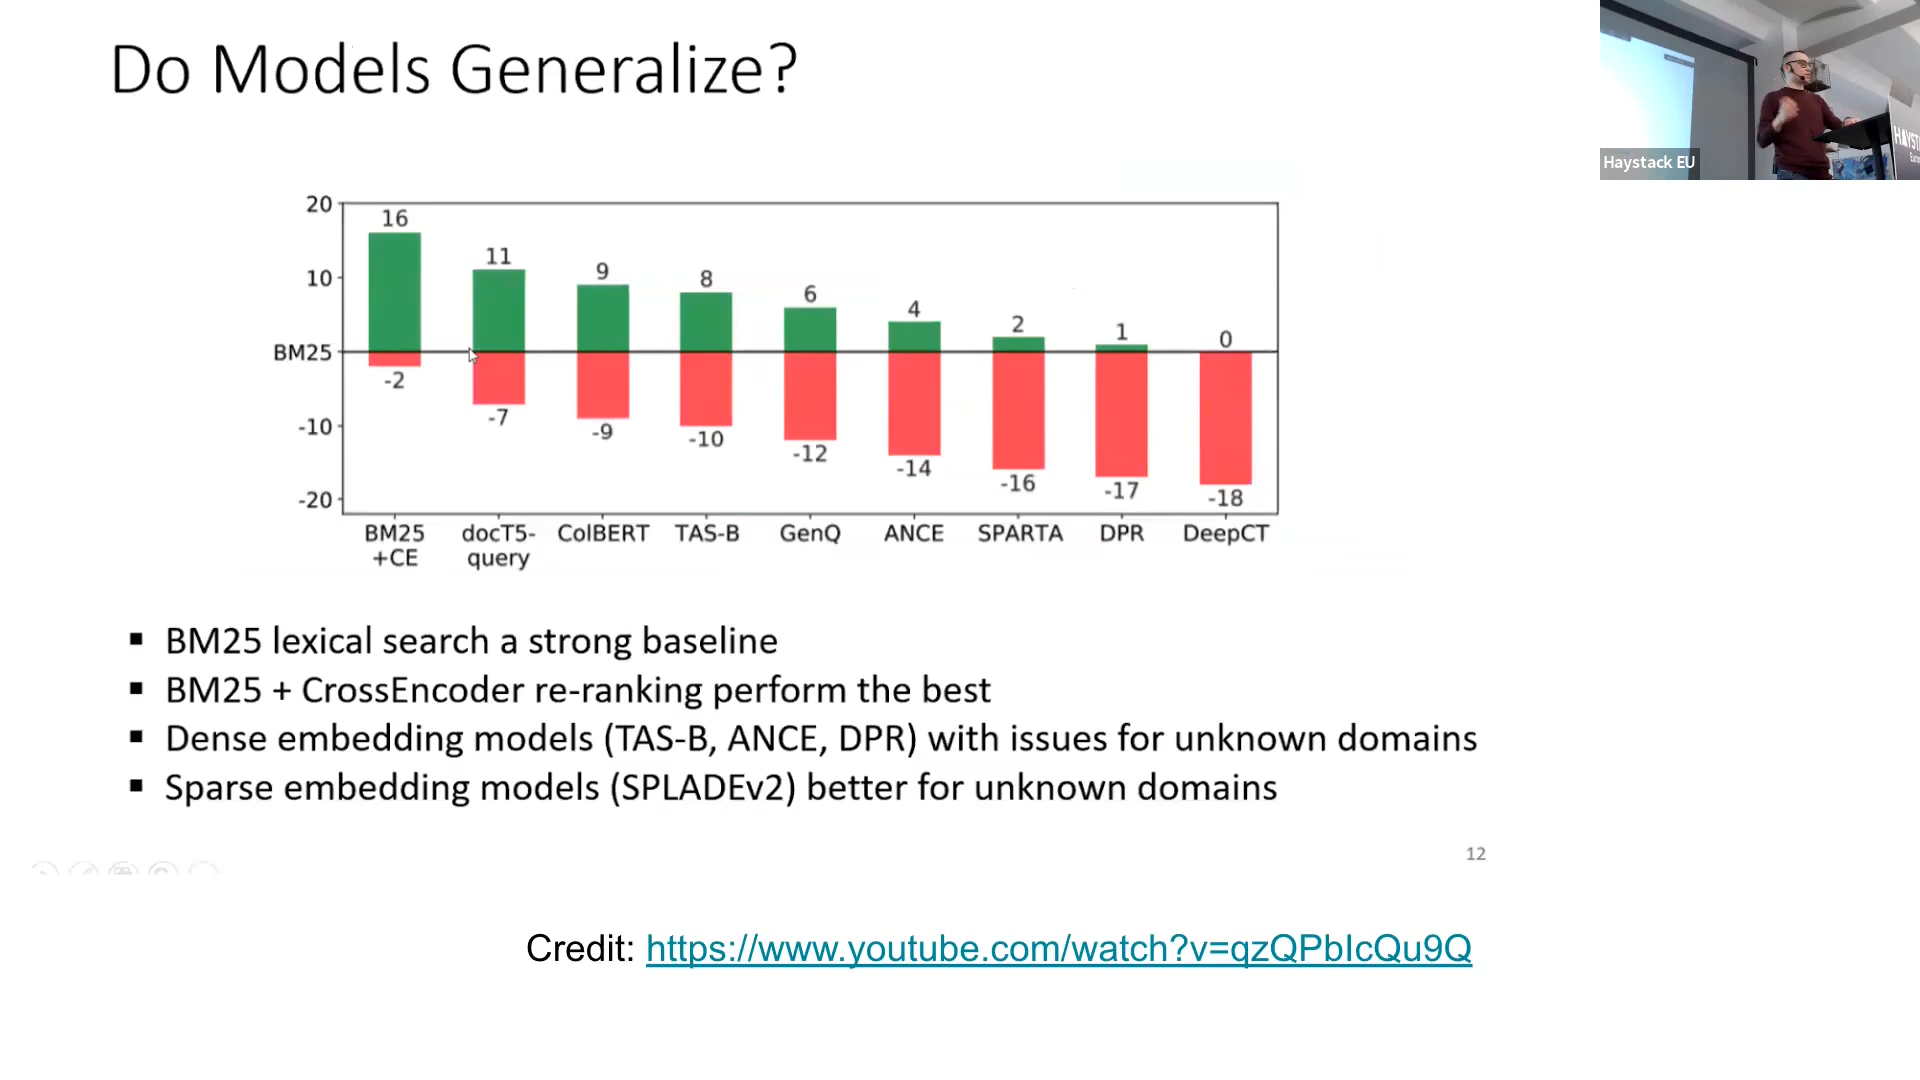 Do Models Generalize?
Haystack EU
20
16
11
10
9
8
6
4
2
1
0
BM25
-2
-7
-9
-10
-10
-12
-14
-16
-17
-18
-20
BM25 docT5- ColBERT TAS-B GenQ ANCE SPARTA DPR DeepCT
+CE query
▪ BM25 lexical search a strong baseline
▪ BM25 + CrossEncoder re-ranking perform the best
▪ Dense embedding models (TAS-B, ANCE, DPR) with issues for unknown domains
▪ Sparse embedding models (SPLADEv2) better for unknown domains
12
Credit: https://www.youtube.com/watch?v=qzQPbIcQu9Q